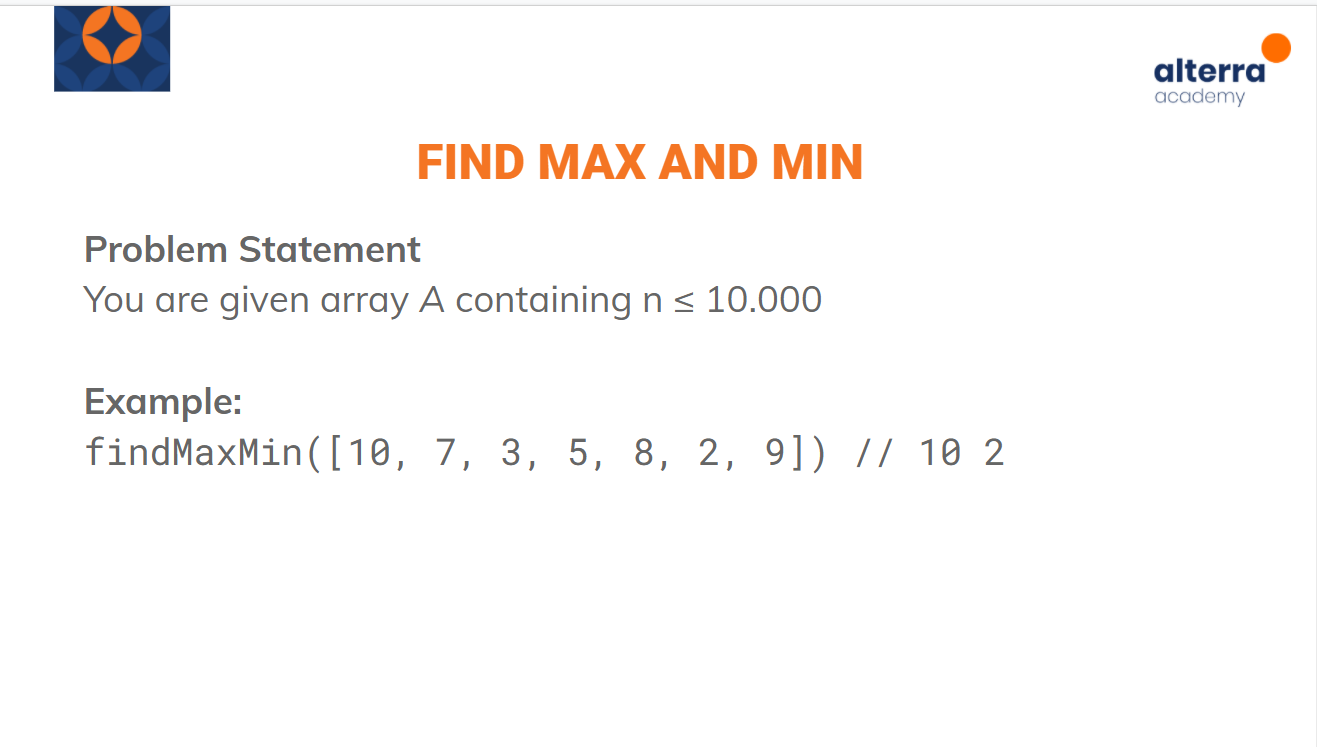 alterra
academy
FIND MAX AND MIN
Problem Statement
You are given array A containing n ≤ 10.000
Example:
findMaxMin([10, 7, 3, 5, 8, 2, 9]) // 10 2